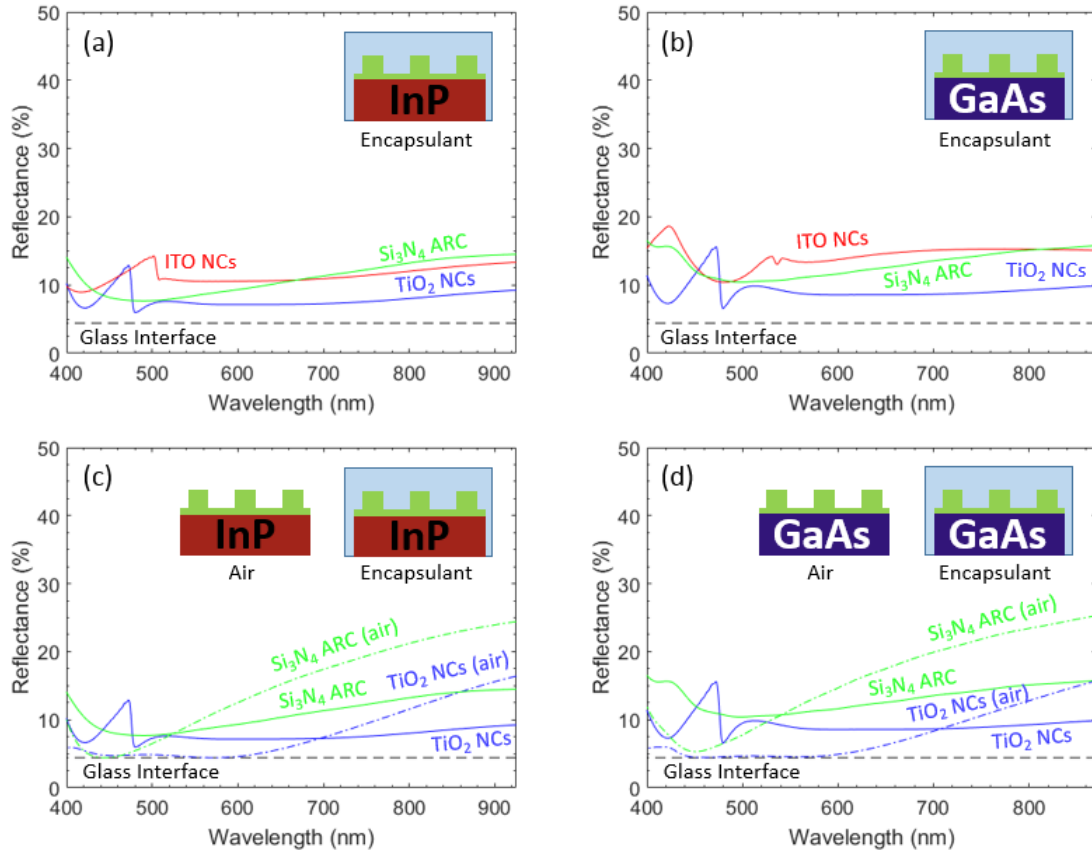 (a)
InP
Encapsulant
ITO NCs
Si₃N₄ ARC
TiO₂ NCs
Glass Interface
Reflectance (%)
0
10
20
30
40
50
400 500 600 700 800 900
Wavelength (nm)
(b)
GaAs
Encapsulant
ITO NCs
Si₃N₄ ARC
TiO₂ NCs
Glass Interface
Reflectance (%)
0
10
20
30
40
50
400 500 600 700 800
Wavelength (nm)
(c)
InP
Air
InP
Encapsulant
Si₃N₄ ARC (air)
TiO₂ NCs (air)
Si₃N₄ ARC
TiO₂ NCs
Glass Interface
Reflectance (%)
0
10
20
30
40
50
400 500 600 700 800 900
Wavelength (nm)
(d)
GaAs
Air
GaAs
Encapsulant
Si₃N₄ ARC (air)
Si₃N₄ ARC
TiO₂ NCs (air)
TiO₂ NCs
Glass Interface
Reflectance (%)
0
10
20
30
40
50
400 500 600 700 800
Wavelength (nm)